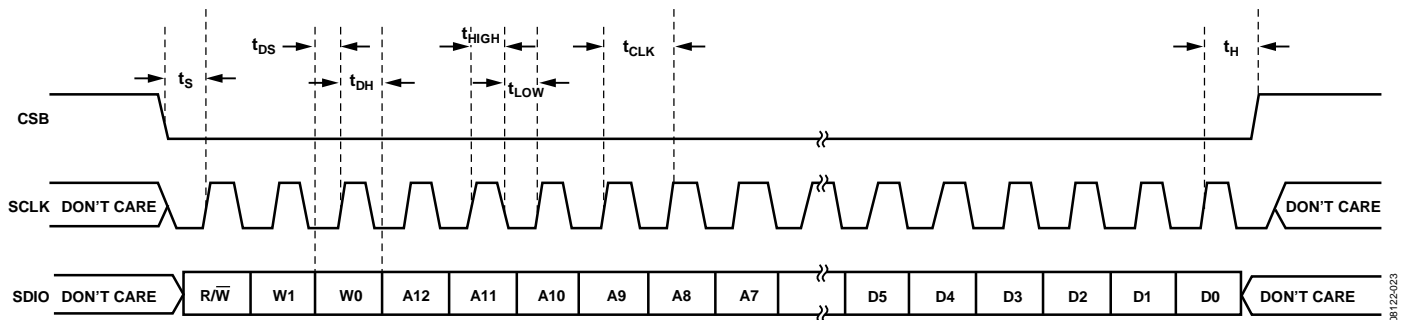 tDS
tHIGH
tCLK
tH
tS
tDH
tLOW
CSB
SCLK DON'T CARE DON'T CARE
SDIO DON'T CARE R/W̅ W1 W0 A12 A11 A10 A9 A8 A7 D5 D4 D3 D2 D1 D0 DON'T CARE
08122-023